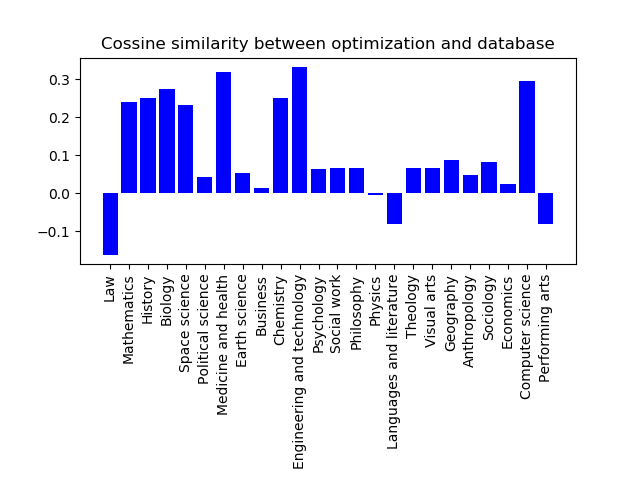 Cossine similarity between optimization and database
0.3
0.2
0.1
0.0
−0.1
Law
Mathematics
History
Biology
Space science
Political science
Medicine and health
Earth science
Business
Chemistry
Engineering and technology
Psychology
Social work
Philosophy
Physics
Languages and literature
Theology
Visual arts
Geography
Anthropology
Sociology
Economics
Computer science
Performing arts